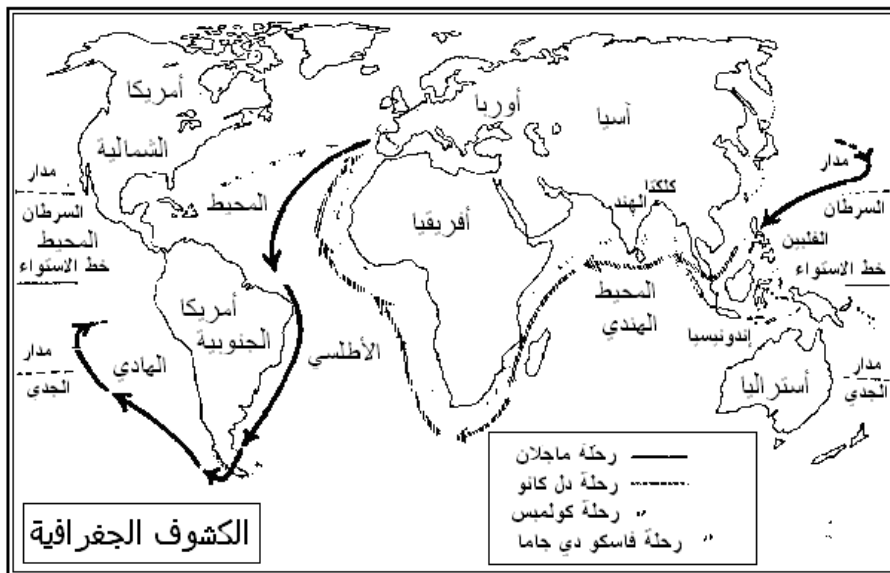 أمريكا
الشمالية
أوربا
آسيا
مدار
السرطان
المحيط
خط الاستواء
المحيط
أفريقيا
الهند
كلكتا
مدار
السرطان
الفلبين
خط الاستواء
أمريكا
الجنوبية
المحيط
الهندي
إندونيسيا
مدار
الجدي
الهادي
الأطلسي
أستراليا
مدار
الجدي
رحلة ماجلان
رحلة دل كانو
رحلة كولمبس
رحلة فاسكو دي جاما
الكشوف الجغرافية